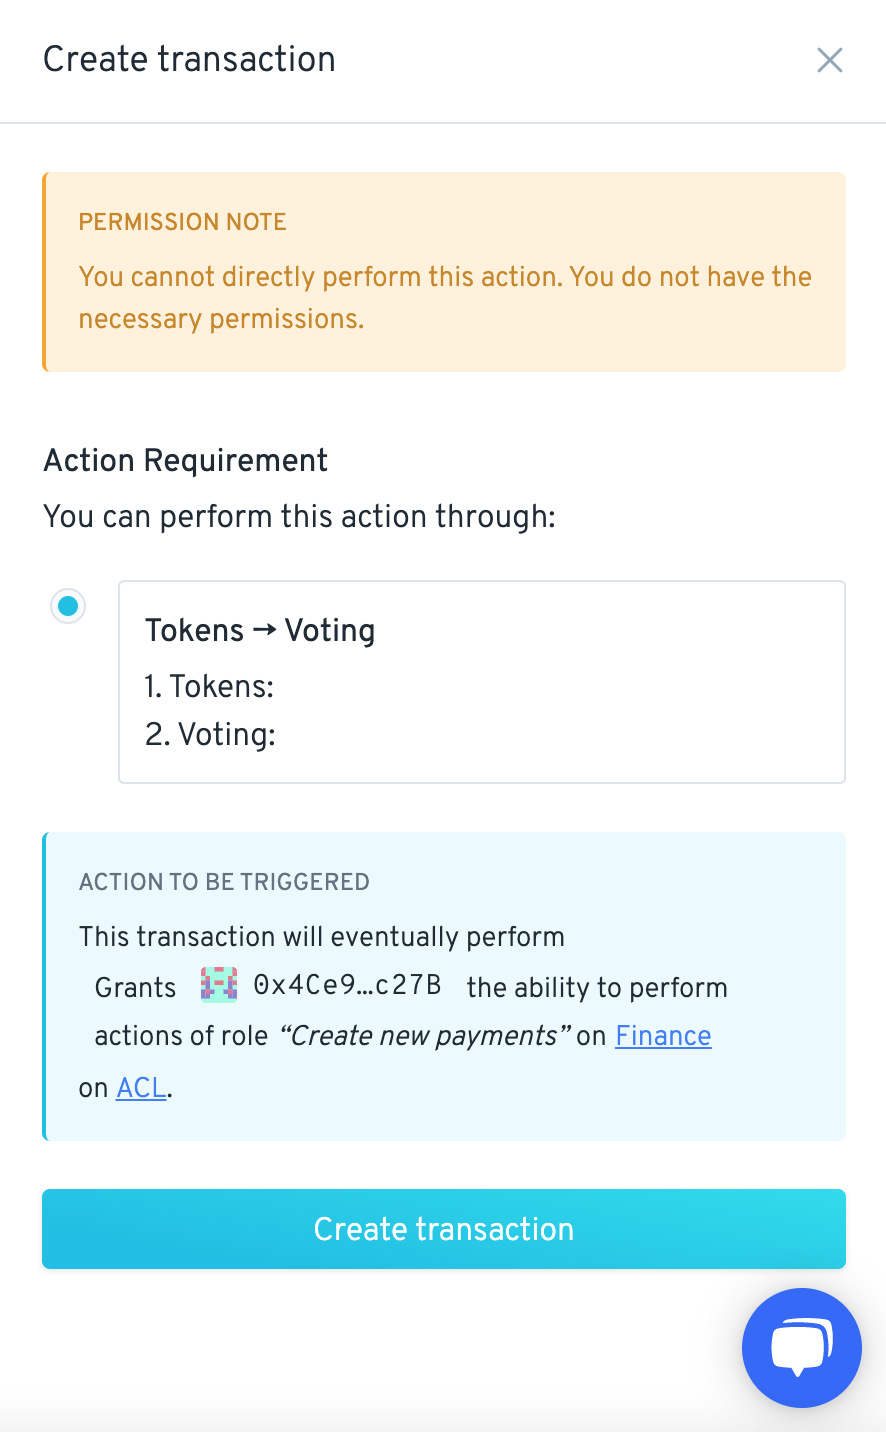 Create transaction
PERMISSION NOTE
You cannot directly perform this action. You do not have the
necessary permissions.
Action Requirement
You can perform this action through:
Tokens → Voting
1. Tokens:
2. Voting:
ACTION TO BE TRIGGERED
This transaction will eventually perform
Grants 0x4Ce9…c27B the ability to perform
actions of role “Create new payments” on Finance
on ACL.
Create transaction